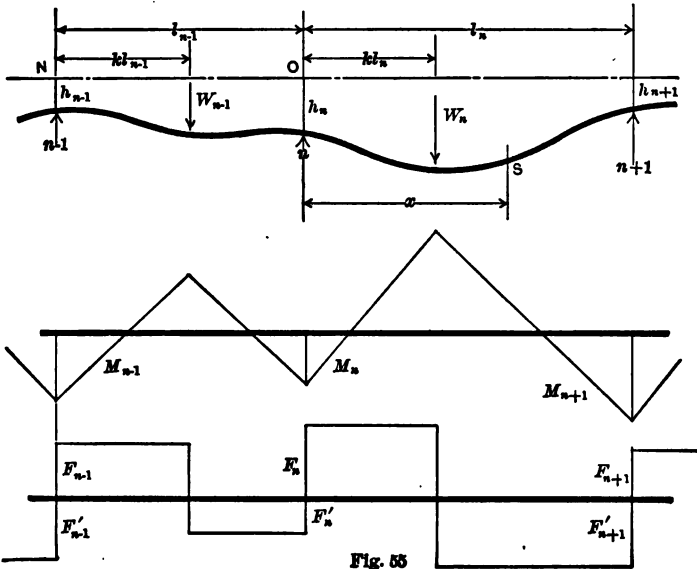 l_{n-1} l_n
kl_{n-1} kl_n
N O
h_{n-1} W_{n-1} h_n W_n h_{n+1}
n-1 n S n+1
x
M_{n-1} M_n M_{n+1}
F_{n-1} F_n F_{n+1}
F'_{n-1} F'_n F'_{n+1}
Fig. 55